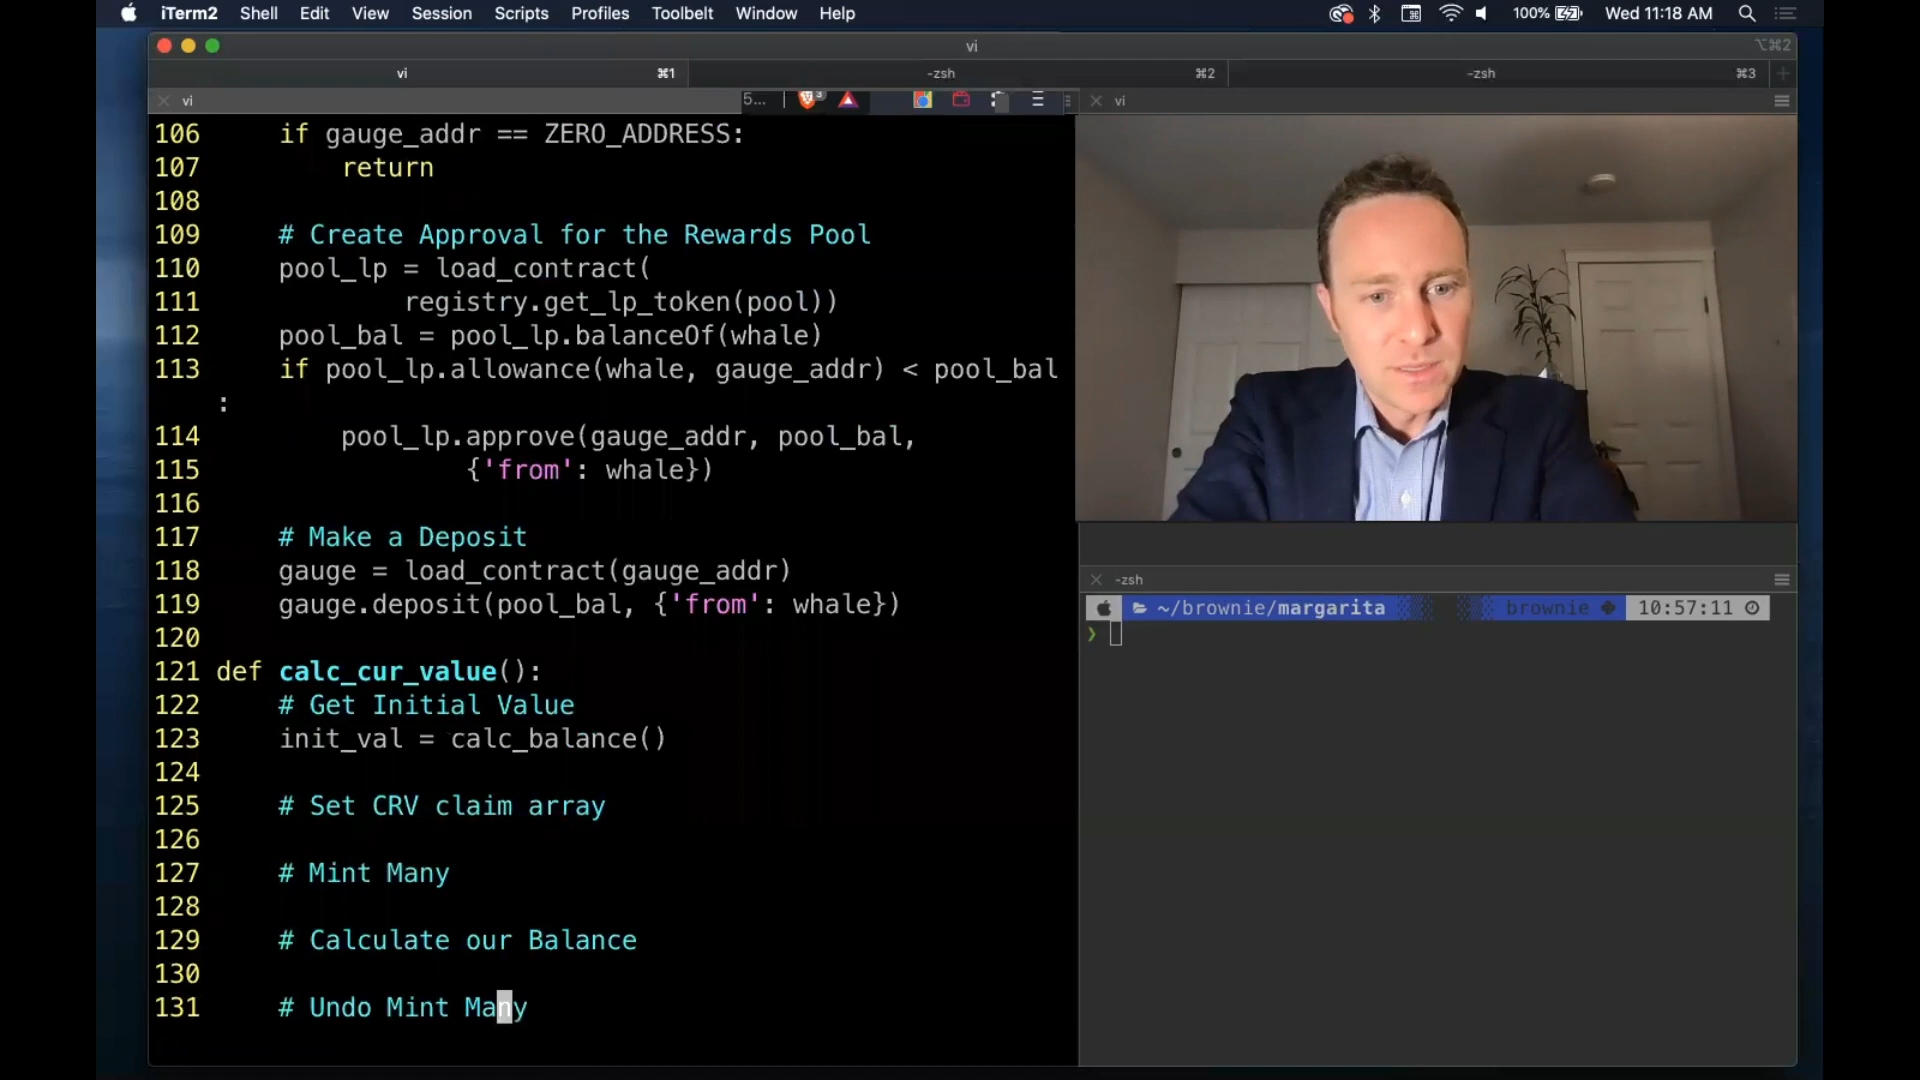 iTerm2 Shell Edit View Session Scripts Profiles Toolbelt Window Help 100% Wed 11:18 AM
vi ⌥⌘2
vi ⌘1 -zsh ⌘2 -zsh ⌘3
vi 5... 3 vi
106     if gauge_addr == ZERO_ADDRESS:
107         return
108
109     # Create Approval for the Rewards Pool
110     pool_lp = load_contract(
111             registry.get_lp_token(pool))
112     pool_bal = pool_lp.balanceOf(whale)
113     if pool_lp.allowance(whale, gauge_addr) < pool_bal
:
114         pool_lp.approve(gauge_addr, pool_bal,
115                 {'from': whale})
116
117     # Make a Deposit
118     gauge = load_contract(gauge_addr)
119     gauge.deposit(pool_bal, {'from': whale})
120
121 def calc_cur_value():
122     # Get Initial Value
123     init_val = calc_balance()
124
125     # Set CRV claim array
126
127     # Mint Many
128
129     # Calculate our Balance
130
131     # Undo Mint Many
-zsh
~/brownie/margarita brownie 10:57:11
❯